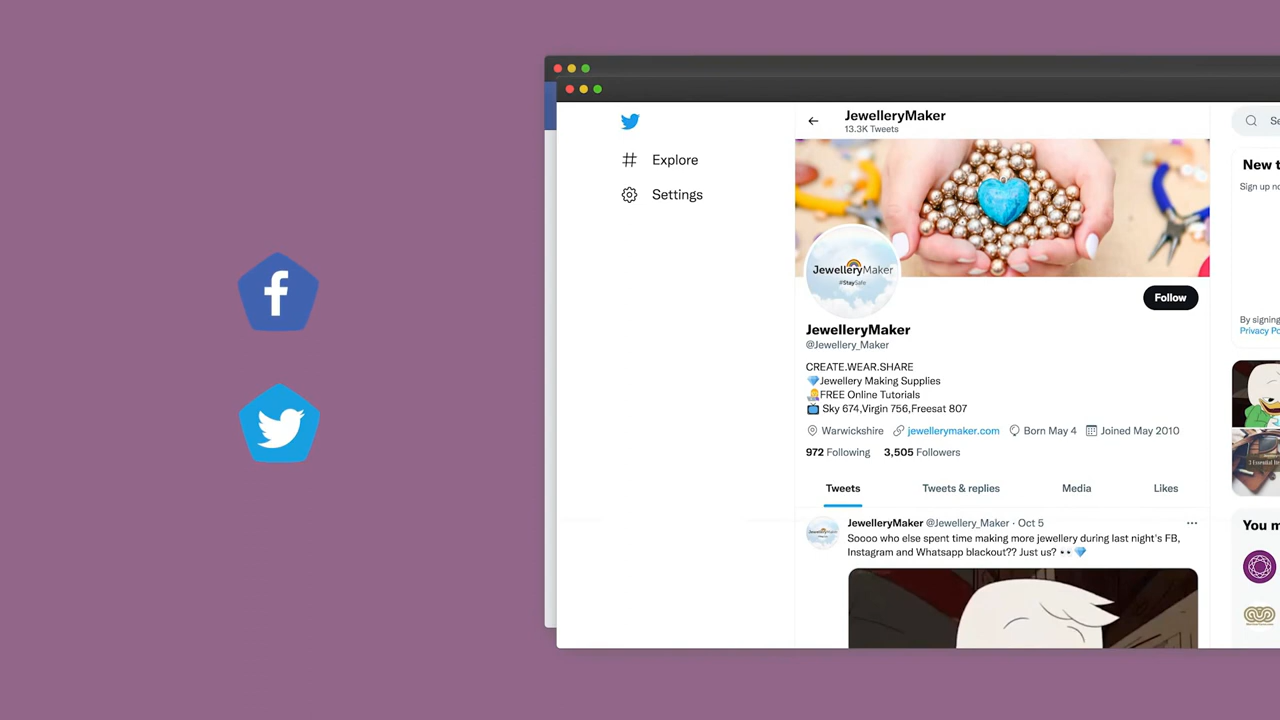 JewelleryMaker
13.3K Tweets
Explore
Settings
JewelleryMaker
#StaySafe
Follow
JewelleryMaker
@Jewellery_Maker
CREATE.WEAR.SHARE
💎Jewellery Making Supplies
FREE Online Tutorials
📺 Sky 674,Virgin 756,Freesat 807
Warwickshire jewellerymaker.com Born May 4 Joined May 2010
972 Following 3,505 Followers
Tweets Tweets & replies Media Likes
JewelleryMaker @Jewellery_Maker · Oct 5 ...
Soooo who else spent time making more jewellery during last night's FB,
Instagram and Whatsapp blackout?? Just us? 👀 💎
Se
New t
Sign up no
By signing
Privacy Po
You m